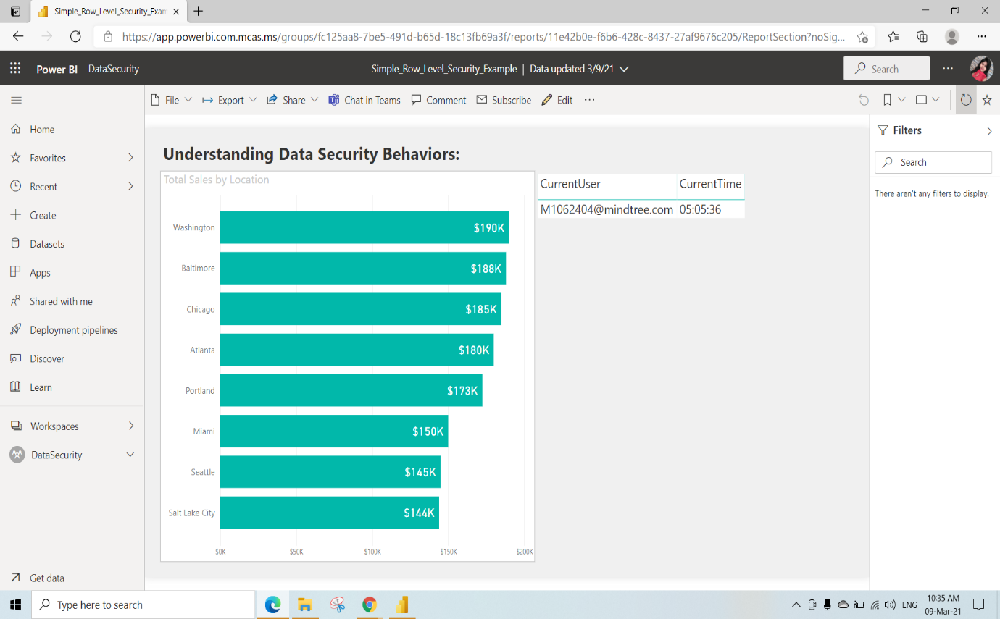 Simple_Row_Level_Security_Exam
https://app.powerbi.com.mcas.ms/groups/fc125aa8-7be5-491d-b65d-18c13fb69a3f/reports/11e42b0e-f6b6-428c-8437-27af9676c205/ReportSection?noSig...
Power BI DataSecurity Simple_Row_Level_Security_Example | Data updated 3/9/21 Search
File Export Share Chat in Teams Comment Subscribe Edit
Home
Favorites
Recent
Create
Datasets
Apps
Shared with me
Deployment pipelines
Discover
Learn
Workspaces
DataSecurity
Get data
Understanding Data Security Behaviors:
Total Sales by Location
Washington $190K
Baltimore $188K
Chicago $185K
Atlanta $180K
Portland $173K
Miami $150K
Seattle $145K
Salt Lake City $144K
$0K $50K $100K $150K $200K
CurrentUser CurrentTime
M1062404@mindtree.com 05:05:36
Filters
Search
There aren't any filters to display.
Type here to search
ENG
10:35 AM
09-Mar-21